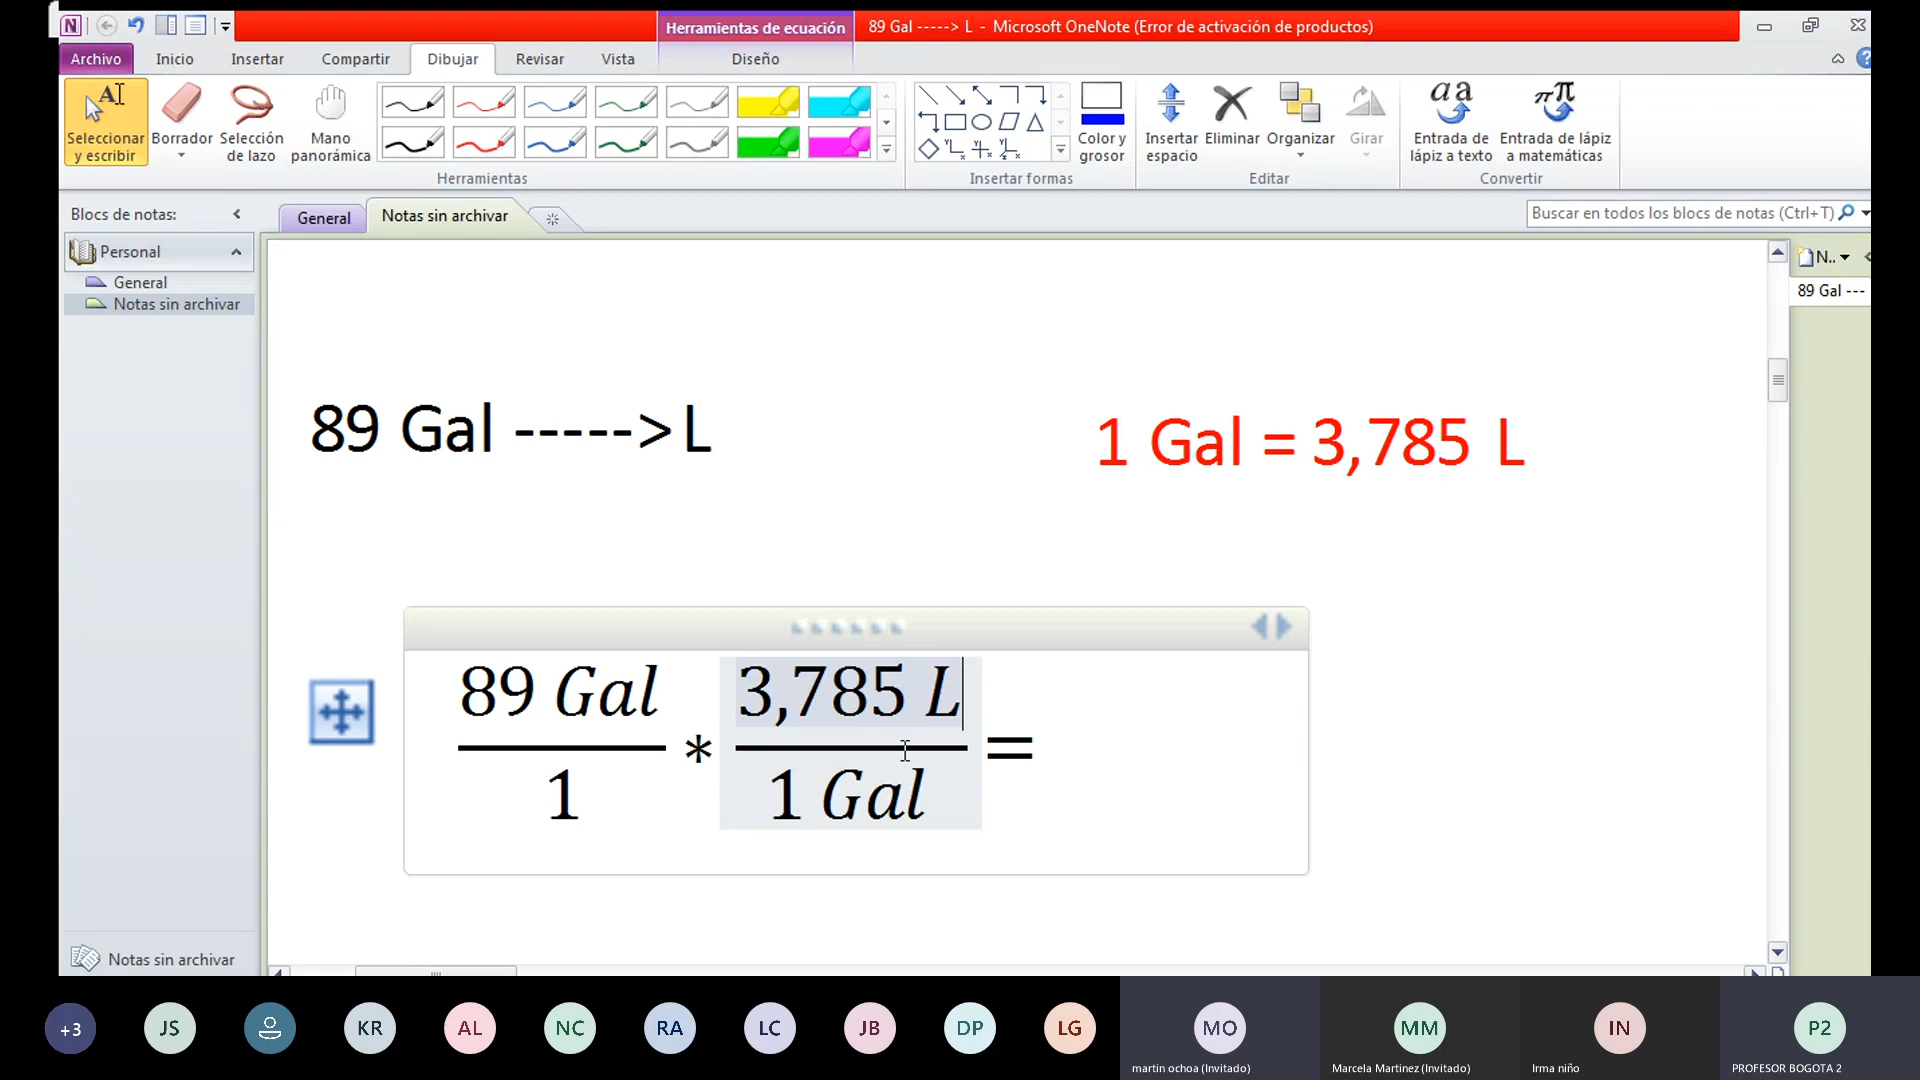 Herramientas de ecuación
89 Gal -----> L - Microsoft OneNote (Error de activación de productos)
Archivo
Inicio
Insertar
Compartir
Dibujar
Revisar
Vista
Diseño
Seleccionar y escribir
Borrador
Selección de lazo
Mano panorámica
Color y grosor
Insertar espacio
Eliminar
Organizar
Girar
Entrada de lápiz a texto
Entrada de lápiz a matemáticas
Herramientas
Insertar formas
Editar
Convertir
Blocs de notas:
General
Notas sin archivar
Buscar en todos los blocs de notas (Ctrl+T)
Personal
General
Notas sin archivar
N..
89 Gal ---
89 Gal -----> L
1 Gal = 3,785 L
89 Gal / 1 * 3,785 L / 1 Gal =
Notas sin archivar
+3
JS
KR
AL
NC
RA
LC
JB
DP
LG
MO
MM
IN
P2
martin ochoa (Invitado)
Marcela Martinez (Invitado)
Irma niño
PROFESOR BOGOTA 2